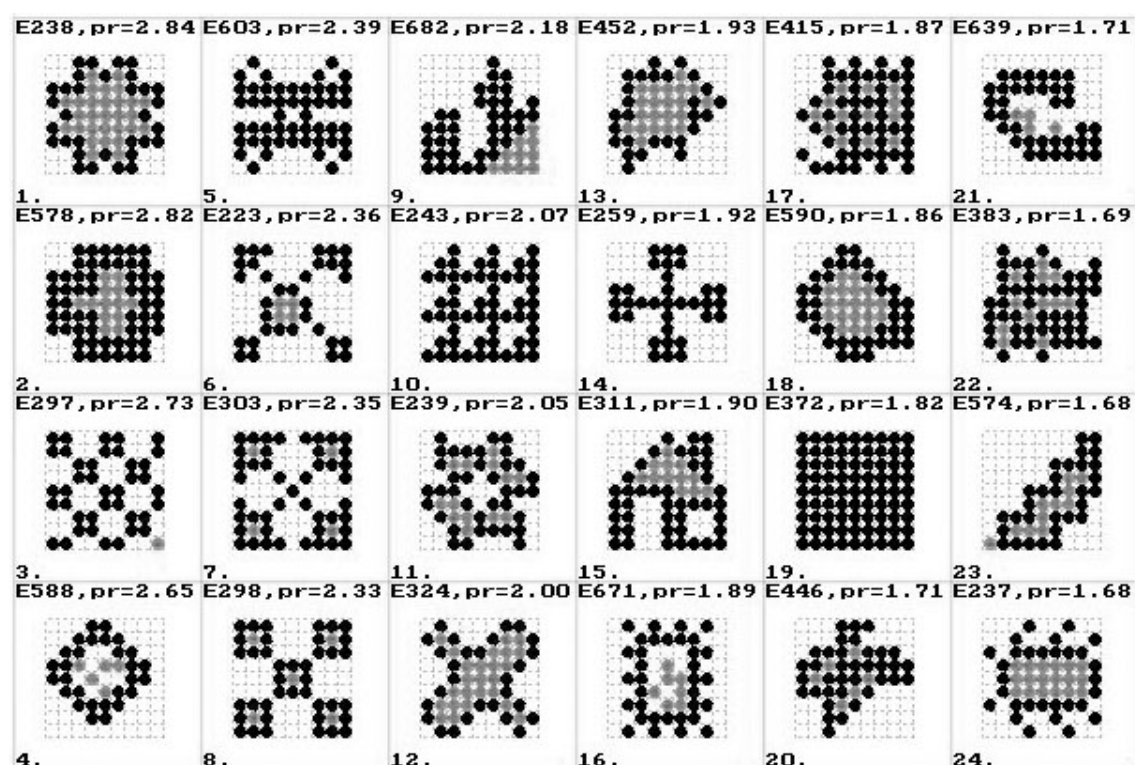 E238,pr=2.84 E603,pr=2.39 E682,pr=2.18 E452,pr=1.93 E415,pr=1.87 E639,pr=1.71
1. 5. 9. 13. 17. 21.
E578,pr=2.82 E223,pr=2.36 E243,pr=2.07 E259,pr=1.92 E590,pr=1.86 E383,pr=1.69
2. 6. 10. 14. 18. 22.
E297,pr=2.73 E303,pr=2.35 E239,pr=2.05 E311,pr=1.90 E372,pr=1.82 E574,pr=1.68
3. 7. 11. 15. 19. 23.
E588,pr=2.65 E298,pr=2.33 E324,pr=2.00 E671,pr=1.89 E446,pr=1.71 E237,pr=1.68
4. 8. 12. 16. 20. 24.